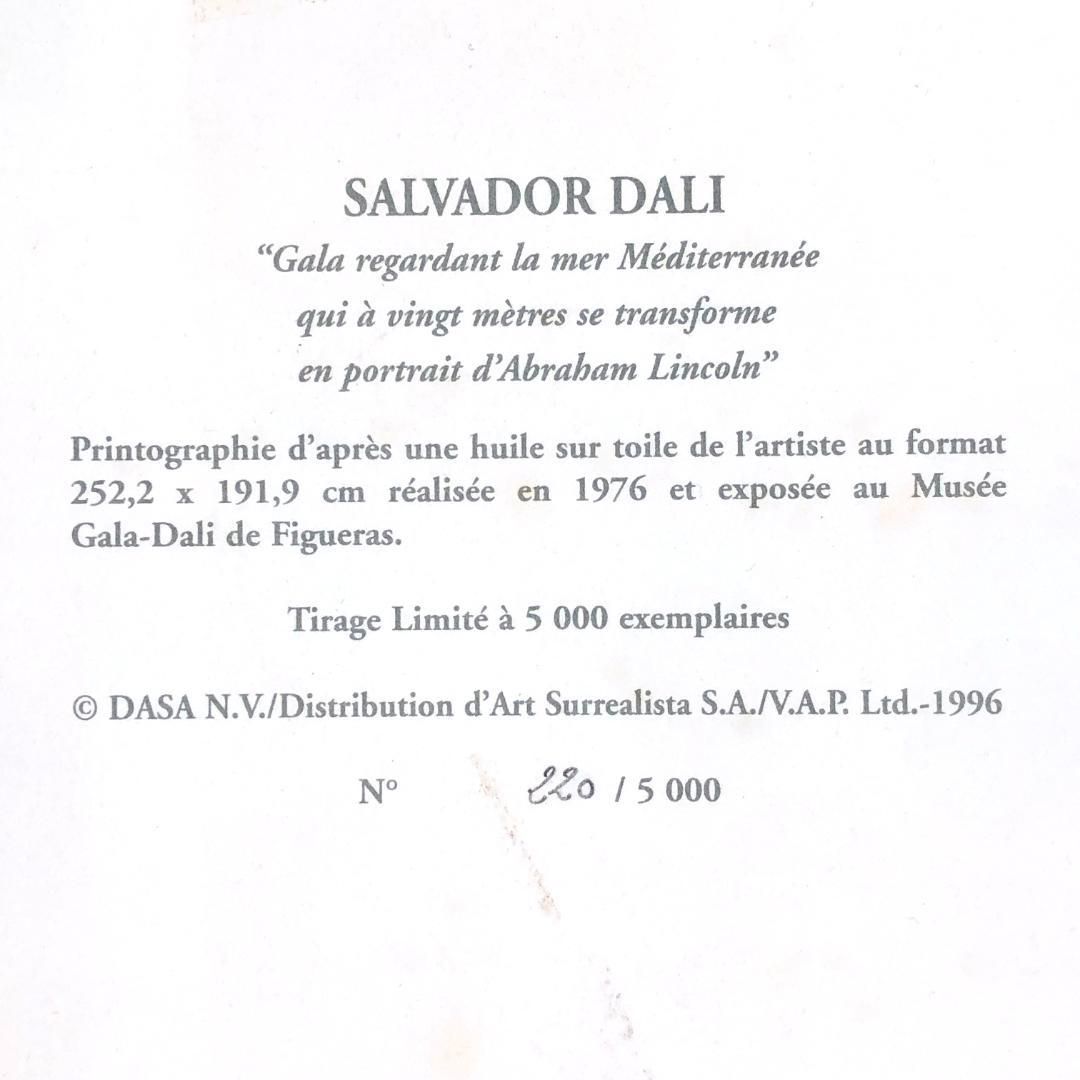 SALVADOR DALI
“Gala regardant la mer Méditerranée
qui à vingt mètres se transforme
en portrait d’Abraham Lincoln”
Printographie d’après une huile sur toile de l’artiste au format
252,2 x 191,9 cm réalisée en 1976 et exposée au Musée
Gala-Dali de Figueras.
Tirage Limité à 5 000 exemplaires
© DASA N.V./Distribution d’Art Surrealista S.A./V.A.P. Ltd.-1996
Nº 220 / 5 000